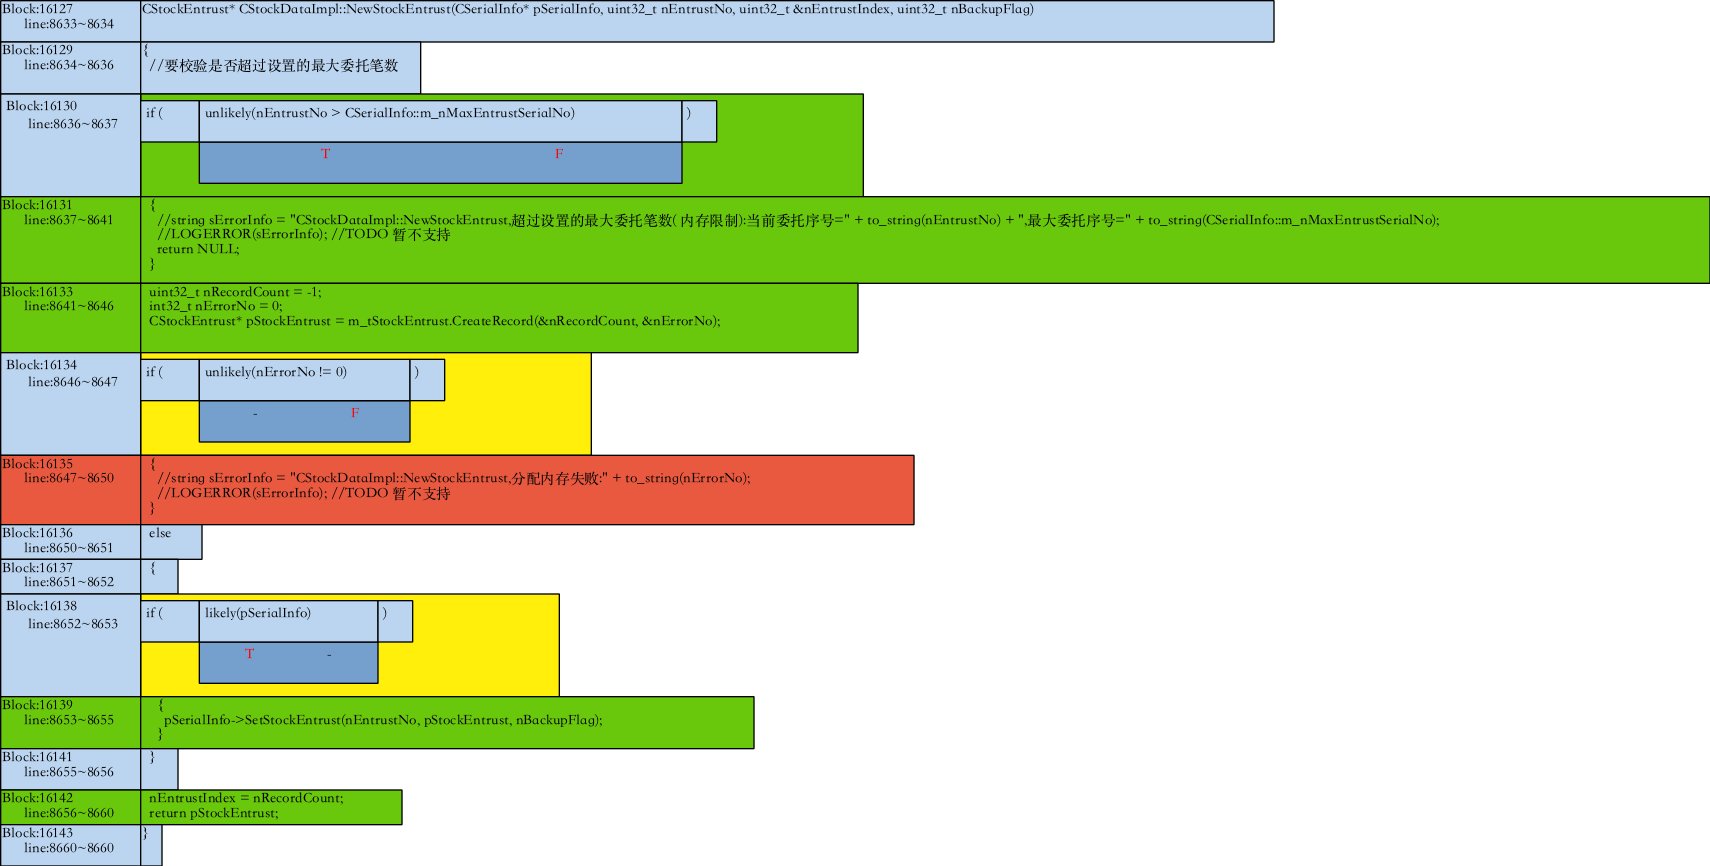 Block:16127
line:8633~8634
CStockEntrust* CStockDataImpl::NewStockEntrust(CSerialInfo* pSerialInfo, uint32_t nEntrustNo, uint32_t &nEntrustIndex, uint32_t nBackupFlag)
Block:16129
line:8634~8636
{
//要校验是否超过设置的最大委托笔数
Block:16130
line:8636~8637
if ( unlikely(nEntrustNo > CSerialInfo::m_nMaxEntrustSerialNo) )
T F
Block:16131
line:8637~8641
{
//string sErrorInfo = "CStockDataImpl::NewStockEntrust,超过设置的最大委托笔数( 内存限制):当前委托序号=" + to_string(nEntrustNo) + ",最大委托序号=" + to_string(CSerialInfo::m_nMaxEntrustSerialNo);
//LOGERROR(sErrorInfo); //TODO 暂不支持
return NULL;
}
Block:16133
line:8641~8646
uint32_t nRecordCount = -1;
int32_t nErrorNo = 0;
CStockEntrust* pStockEntrust = m_tStockEntrust.CreateRecord(&nRecordCount, &nErrorNo);
Block:16134
line:8646~8647
if ( unlikely(nErrorNo != 0) )
- F
Block:16135
line:8647~8650
{
//string sErrorInfo = "CStockDataImpl::NewStockEntrust,分配内存失败:" + to_string(nErrorNo);
//LOGERROR(sErrorInfo); //TODO 暂不支持
}
Block:16136
line:8650~8651
else
Block:16137
line:8651~8652
{
Block:16138
line:8652~8653
if ( likely(pSerialInfo) )
T -
Block:16139
line:8653~8655
{
pSerialInfo->SetStockEntrust(nEntrustNo, pStockEntrust, nBackupFlag);
}
Block:16141
line:8655~8656
}
Block:16142
line:8656~8660
nEntrustIndex = nRecordCount;
return pStockEntrust;
Block:16143
line:8660~8660
}